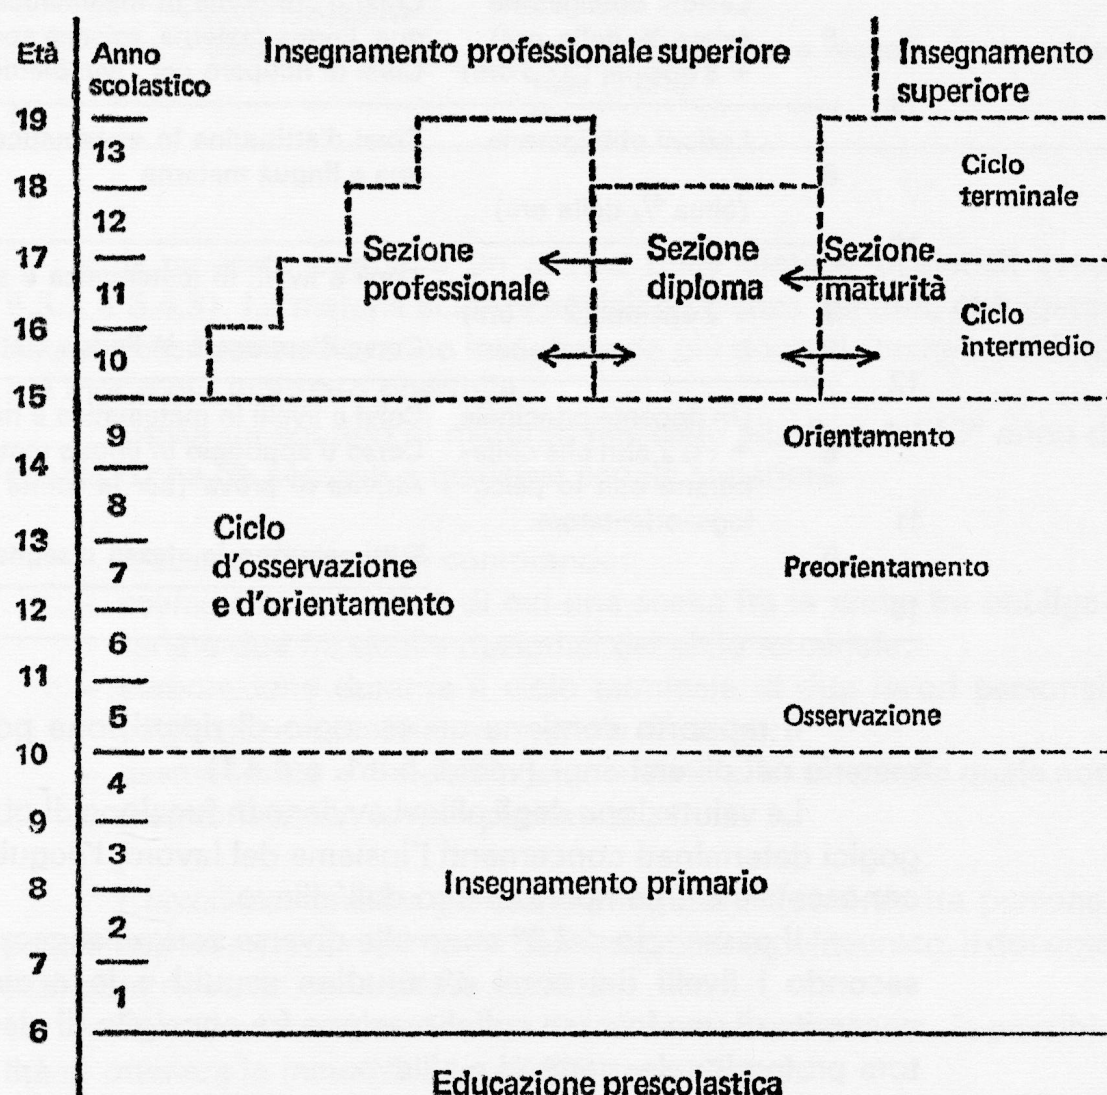 Età
Anno
scolastico
Insegnamento professionale superiore
Insegnamento
superiore
19
13
18
12
17
11
16
10
15
9
14
8
13
7
12
6
11
5
10
4
9
3
8
2
7
1
6
Ciclo
terminale
Sezione
professionale
Sezione
diploma
Sezione
maturità
Ciclo
intermedio
Orientamento
Ciclo
d'osservazione
e d'orientamento
Preorientamento
Osservazione
Insegnamento primario
Educazione prescolastica